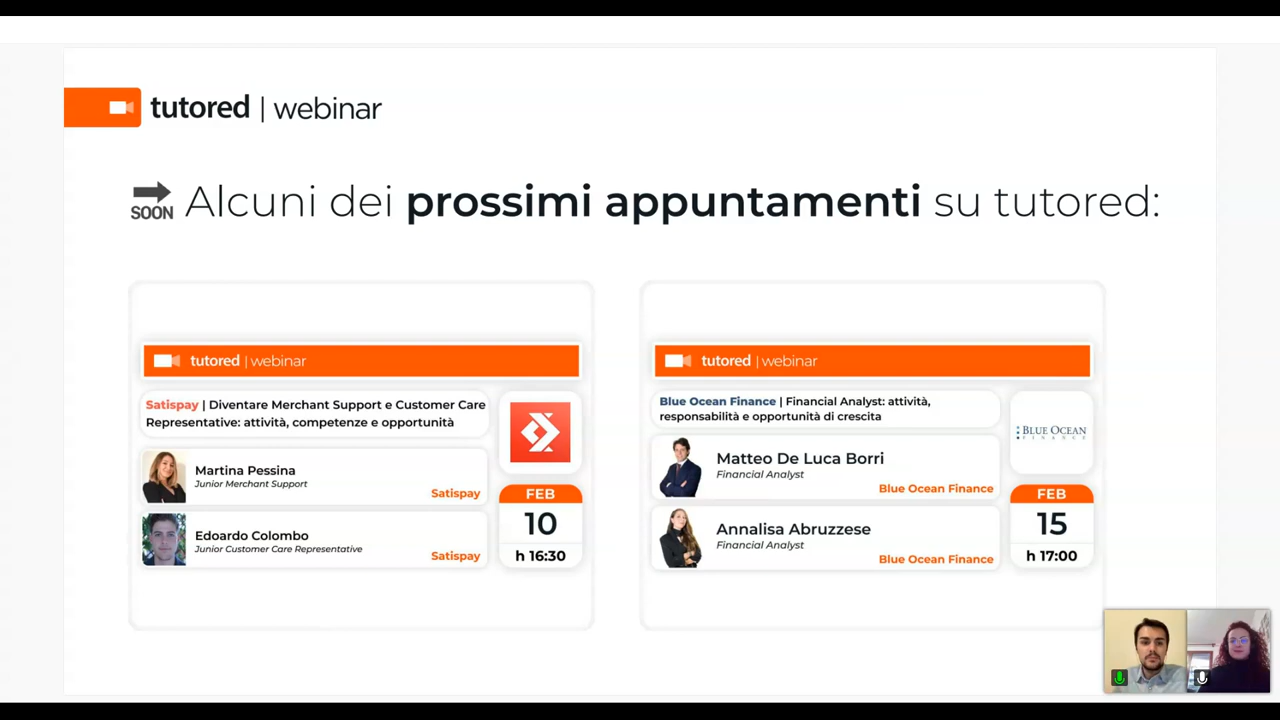 tutored | webinar
SOON
Alcuni dei prossimi appuntamenti su tutored:
tutored | webinar
Satispay | Diventare Merchant Support e Customer Care
Representative: attività, competenze e opportunità
Martina Pessina
Junior Merchant Support
Satispay
Edoardo Colombo
Junior Customer Care Representative
Satispay
FEB
10
h 16:30
tutored | webinar
Blue Ocean Finance | Financial Analyst: attività,
responsabilità e opportunità di crescita
Matteo De Luca Borri
Financial Analyst
Blue Ocean Finance
Annalisa Abruzzese
Financial Analyst
Blue Ocean Finance
BLUE OCEAN
FINANCE
FEB
15
h 17:00